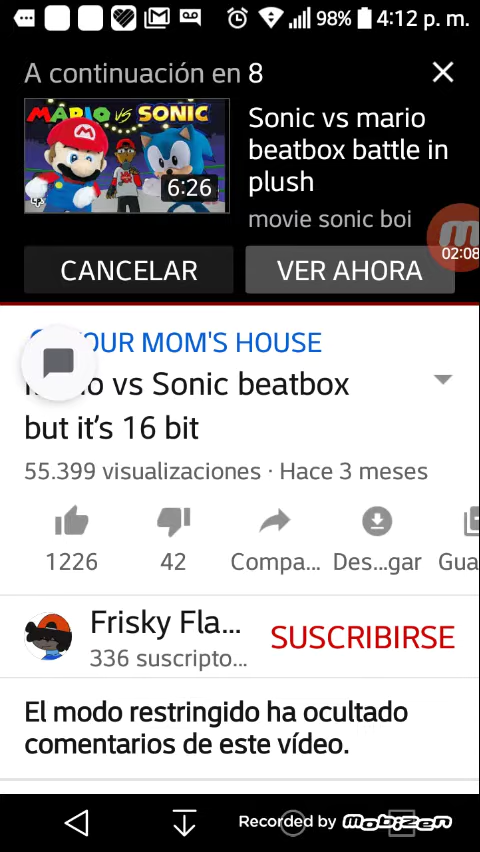 98% 4:12 p. m.
A continuación en 8
MARIO VS SONIC
6:26
Sonic vs mario
beatbox battle in
plush
movie sonic boi
02:08
CANCELAR
VER AHORA
OUR MOM'S HOUSE
vs Sonic beatbox
but it's 16 bit
55.399 visualizaciones · Hace 3 meses
1226
42
Compa...
Des...gar
Gua
Frisky Fla...
336 suscripto...
SUSCRIBIRSE
El modo restringido ha ocultado
comentarios de este vídeo.
Recorded by Mobizen